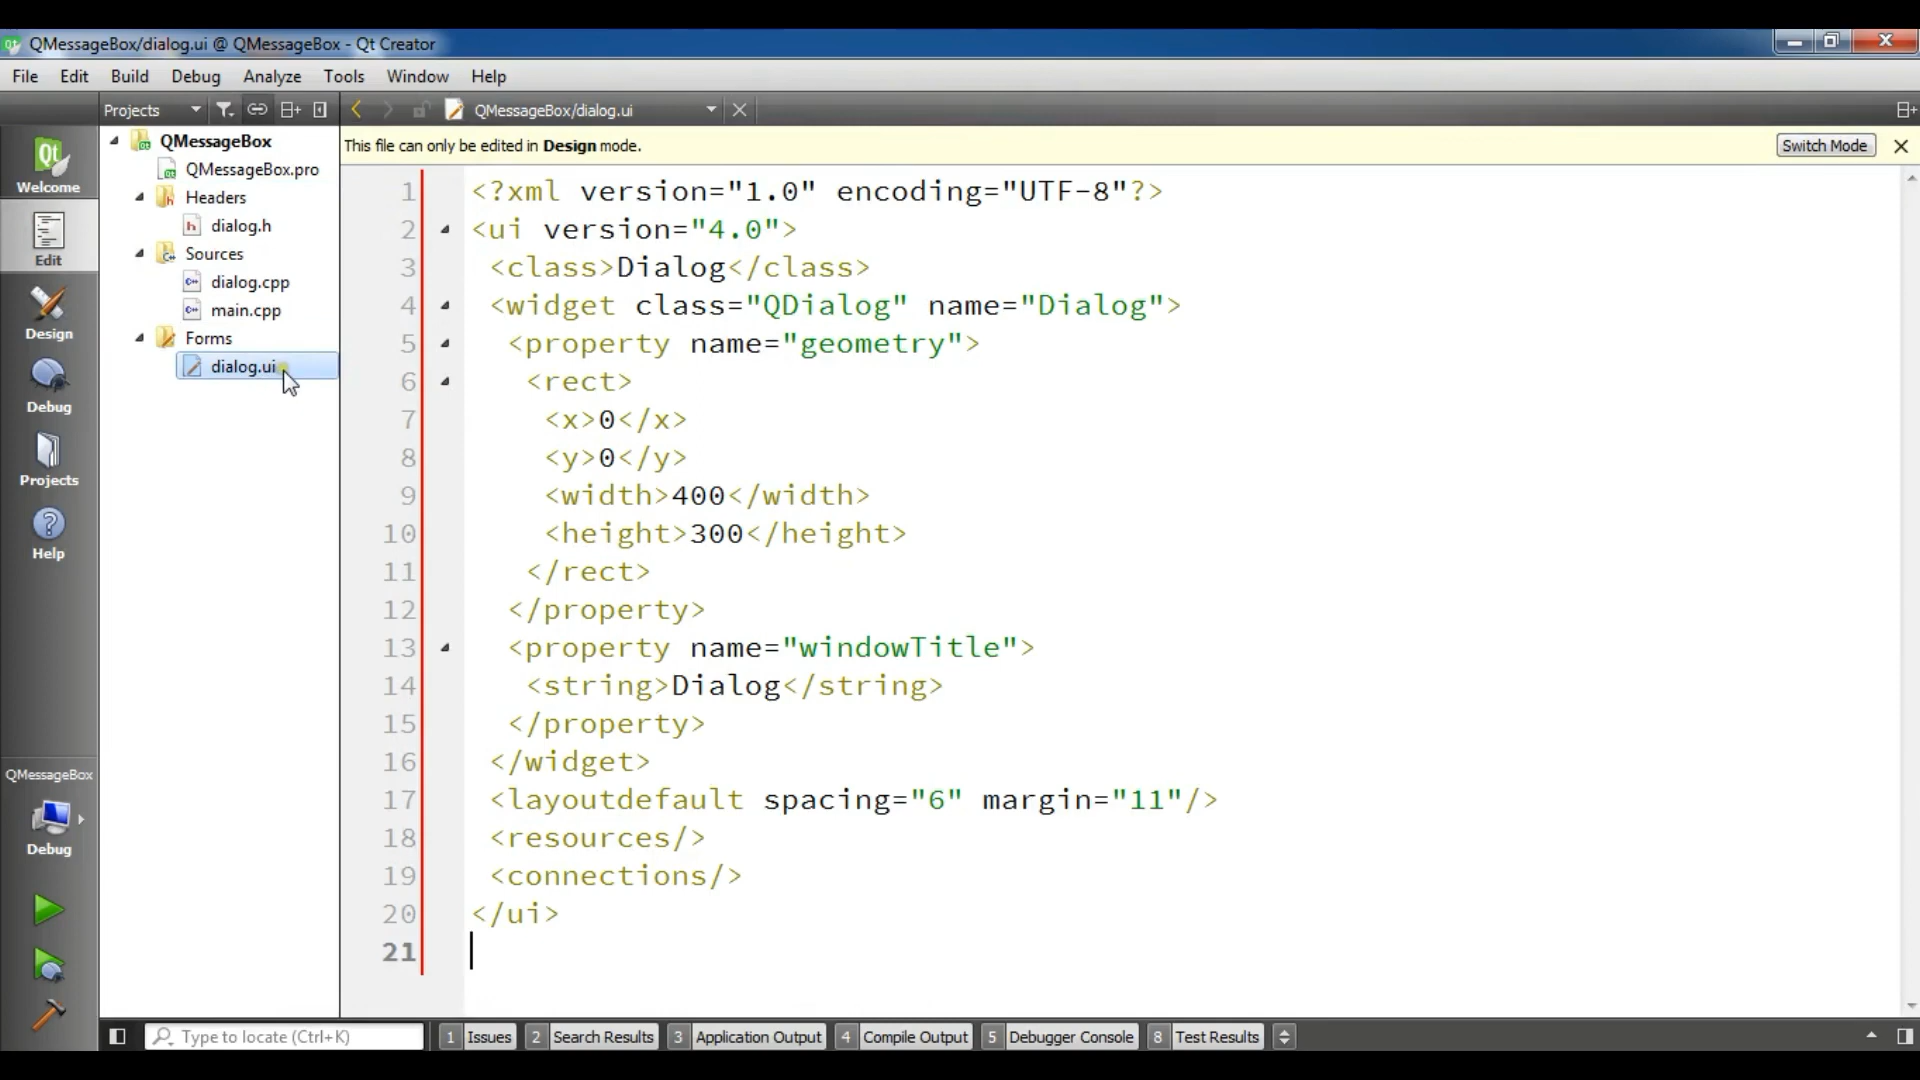 QMessageBox/dialog.ui @ QMessageBox - Qt Creator
File Edit Build Debug Analyze Tools Window Help
Projects
QMessageBox/dialog.ui
This file can only be edited in Design mode.
Switch Mode
Welcome
Edit
Design
Debug
Projects
Help
QMessageBox
Debug
QMessageBox
QMessageBox.pro
Headers
dialog.h
Sources
dialog.cpp
main.cpp
Forms
dialog.ui
1 <?xml version="1.0" encoding="UTF-8"?>
2 <ui version="4.0">
3 <class>Dialog</class>
4 <widget class="QDialog" name="Dialog">
5 <property name="geometry">
6 <rect>
7 <x>0</x>
8 <y>0</y>
9 <width>400</width>
10 <height>300</height>
11 </rect>
12 </property>
13 <property name="windowTitle">
14 <string>Dialog</string>
15 </property>
16 </widget>
17 <layoutdefault spacing="6" margin="11"/>
18 <resources/>
19 <connections/>
20 </ui>
21
Type to locate (Ctrl+K) 1 Issues 2 Search Results 3 Application Output 4 Compile Output 5 Debugger Console 8 Test Results